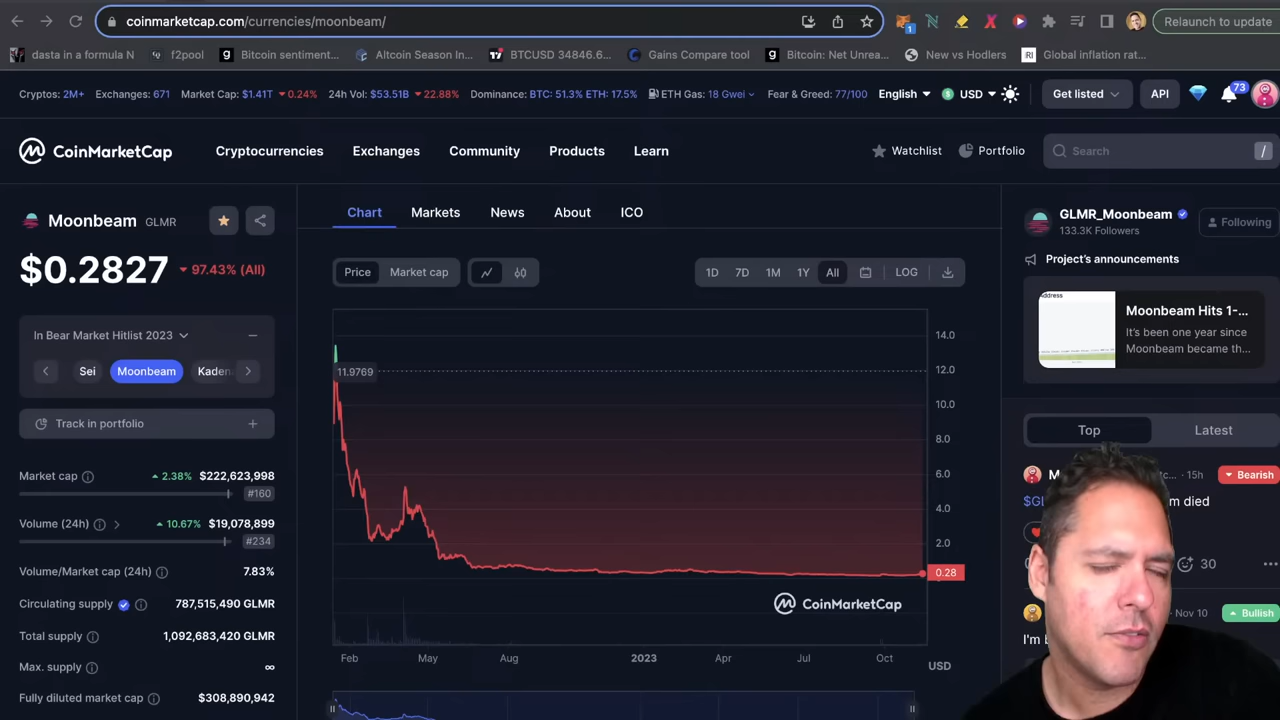 coinmarketcap.com/currencies/moonbeam/
Relaunch to update
dasta in a formula N
f2pool
Bitcoin sentiment...
Altcoin Season In...
BTCUSD 34846.6...
Gains Compare tool
Bitcoin: Net Unrea...
New vs Hodlers
Global inflation rat...
Cryptos: 2M+ Exchanges: 671 Market Cap: $1.41T 0.24% 24h Vol: $53.51B 22.88% Dominance: BTC: 51.3% ETH: 17.5% ETH Gas: 18 Gwei Fear & Greed: 77/100
English
USD
Get listed
API
73
CoinMarketCap
Cryptocurrencies
Exchanges
Community
Products
Learn
Watchlist
Portfolio
Search
/
Moonbeam GLMR
$0.2827 97.43% (All)
In Bear Market Hitlist 2023
Sei
Moonbeam
Kaden
Track in portfolio +
Market cap 2.38% $222,623,998
#160
Volume (24h) 10.67% $19,078,899
#234
Volume/Market cap (24h) 7.83%
Circulating supply 787,515,490 GLMR
Total supply 1,092,683,420 GLMR
Max. supply ∞
Fully diluted market cap $308,890,942
Chart
Markets
News
About
ICO
Price
Market cap
1D
7D
1M
1Y
All
LOG
14.0
12.0
10.0
8.0
6.0
4.0
2.0
0.28
11.9769
CoinMarketCap
Feb
May
Aug
2023
Apr
Jul
Oct
USD
GLMR_Moonbeam
133.3K Followers
Following
Project's announcements
Address
Moonbeam Hits 1-...
It's been one year since
Moonbeam became th...
Top
Latest
15h
Bearish
m died
30
Nov 10
Bullish